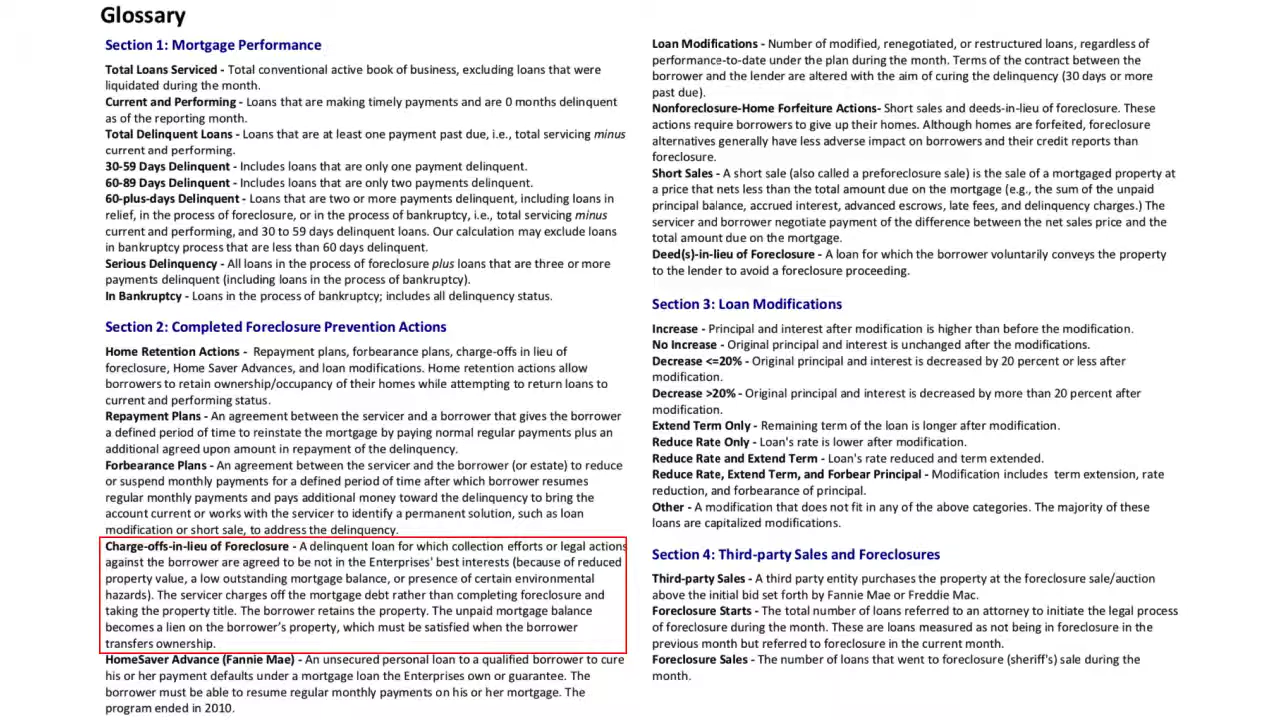 Glossary
Section 1: Mortgage Performance
Total Loans Serviced - Total conventional active book of business, excluding loans that were
liquidated during the month.
Current and Performing - Loans that are making timely payments and are 0 months delinquent
as of the reporting month.
Total Delinquent Loans - Loans that are at least one payment past due, i.e., total servicing minus
current and performing.
30-59 Days Delinquent - Includes loans that are only one payment delinquent.
60-89 Days Delinquent - Includes loans that are only two payments delinquent.
60-plus-days Delinquent - Loans that are two or more payments delinquent, including loans in
relief, in the process of foreclosure, or in the process of bankruptcy, i.e., total servicing minus
current and performing, and 30 to 59 days delinquent loans. Our calculation may exclude loans
in bankruptcy process that are less than 60 days delinquent.
Serious Delinquency - All loans in the process of foreclosure plus loans that are three or more
payments delinquent (including loans in the process of bankruptcy).
In Bankruptcy - Loans in the process of bankruptcy; includes all delinquency status.
Section 2: Completed Foreclosure Prevention Actions
Home Retention Actions - Repayment plans, forbearance plans, charge-offs in lieu of
foreclosure, Home Saver Advances, and loan modifications. Home retention actions allow
borrowers to retain ownership/occupancy of their homes while attempting to return loans to
current and performing status.
Repayment Plans - An agreement between the servicer and a borrower that gives the borrower
a defined period of time to reinstate the mortgage by paying normal regular payments plus an
additional agreed upon amount in repayment of the delinquency.
Forbearance Plans - An agreement between the servicer and the borrower (or estate) to reduce
or suspend monthly payments for a defined period of time after which borrower resumes
regular monthly payments and pays additional money toward the delinquency to bring the
account current or works with the servicer to identify a permanent solution, such as loan
modification or short sale, to address the delinquency.
Charge-offs-in-lieu of Foreclosure - A delinquent loan for which collection efforts or legal actions
against the borrower are agreed to be not in the Enterprises' best interests (because of reduced
property value, a low outstanding mortgage balance, or presence of certain environmental
hazards). The servicer charges off the mortgage debt rather than completing foreclosure and
taking the property title. The borrower retains the property. The unpaid mortgage balance
becomes a lien on the borrower's property, which must be satisfied when the borrower
transfers ownership.
HomeSaver Advance (Fannie Mae) - An unsecured personal loan to a qualified borrower to cure
his or her payment defaults under a mortgage loan the Enterprises own or guarantee. The
borrower must be able to resume regular monthly payments on his or her mortgage. The
program ended in 2010.
Loan Modifications - Number of modified, renegotiated, or restructured loans, regardless of
performance-to-date under the plan during the month. Terms of the contract between the
borrower and the lender are altered with the aim of curing the delinquency (30 days or more
past due).
Nonforeclosure-Home Forfeiture Actions- Short sales and deeds-in-lieu of foreclosure. These
actions require borrowers to give up their homes. Although homes are forfeited, foreclosure
alternatives generally have less adverse impact on borrowers and their credit reports than
foreclosure.
Short Sales - A short sale (also called a preforeclosure sale) is the sale of a mortgaged property at
a price that nets less than the total amount due on the mortgage (e.g., the sum of the unpaid
principal balance, accrued interest, advanced escrows, late fees, and delinquency charges.) The
servicer and borrower negotiate payment of the difference between the net sales price and the
total amount due on the mortgage.
Deed(s)-in-lieu of Foreclosure - A loan for which the borrower voluntarily conveys the property
to the lender to avoid a foreclosure proceeding.
Section 3: Loan Modifications
Increase - Principal and interest after modification is higher than before the modification.
No Increase - Original principal and interest is unchanged after the modifications.
Decrease <=20% - Original principal and interest is decreased by 20 percent or less after
modification.
Decrease >20% - Original principal and interest is decreased by more than 20 percent after
modification.
Extend Term Only - Remaining term of the loan is longer after modification.
Reduce Rate Only - Loan's rate is lower after modification.
Reduce Rate and Extend Term - Loan's rate reduced and term extended.
Reduce Rate, Extend Term, and Forbear Principal - Modification includes term extension, rate
reduction, and forbearance of principal.
Other - A modification that does not fit in any of the above categories. The majority of these
loans are capitalized modifications.
Section 4: Third-party Sales and Foreclosures
Third-party Sales - A third party entity purchases the property at the foreclosure sale/auction
above the initial bid set forth by Fannie Mae or Freddie Mac.
Foreclosure Starts - The total number of loans referred to an attorney to initiate the legal process
of foreclosure during the month. These are loans measured as not being in foreclosure in the
previous month but referred to foreclosure in the current month.
Foreclosure Sales - The number of loans that went to foreclosure (sheriff's) sale during the
month.